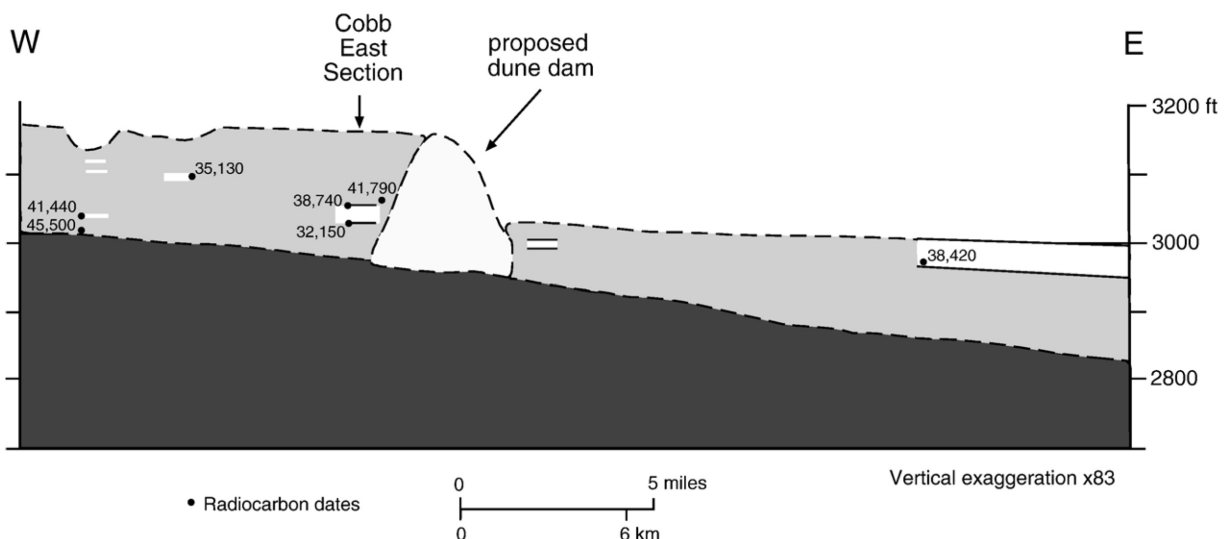 W
Cobb
East
Section
proposed
dune dam
E
3200 ft
35,130
41,790
38,740
41,440
45,500
32,150
3000
38,420
2800
Vertical exaggeration x83
0
5 miles
Radiocarbon dates
0
6 km